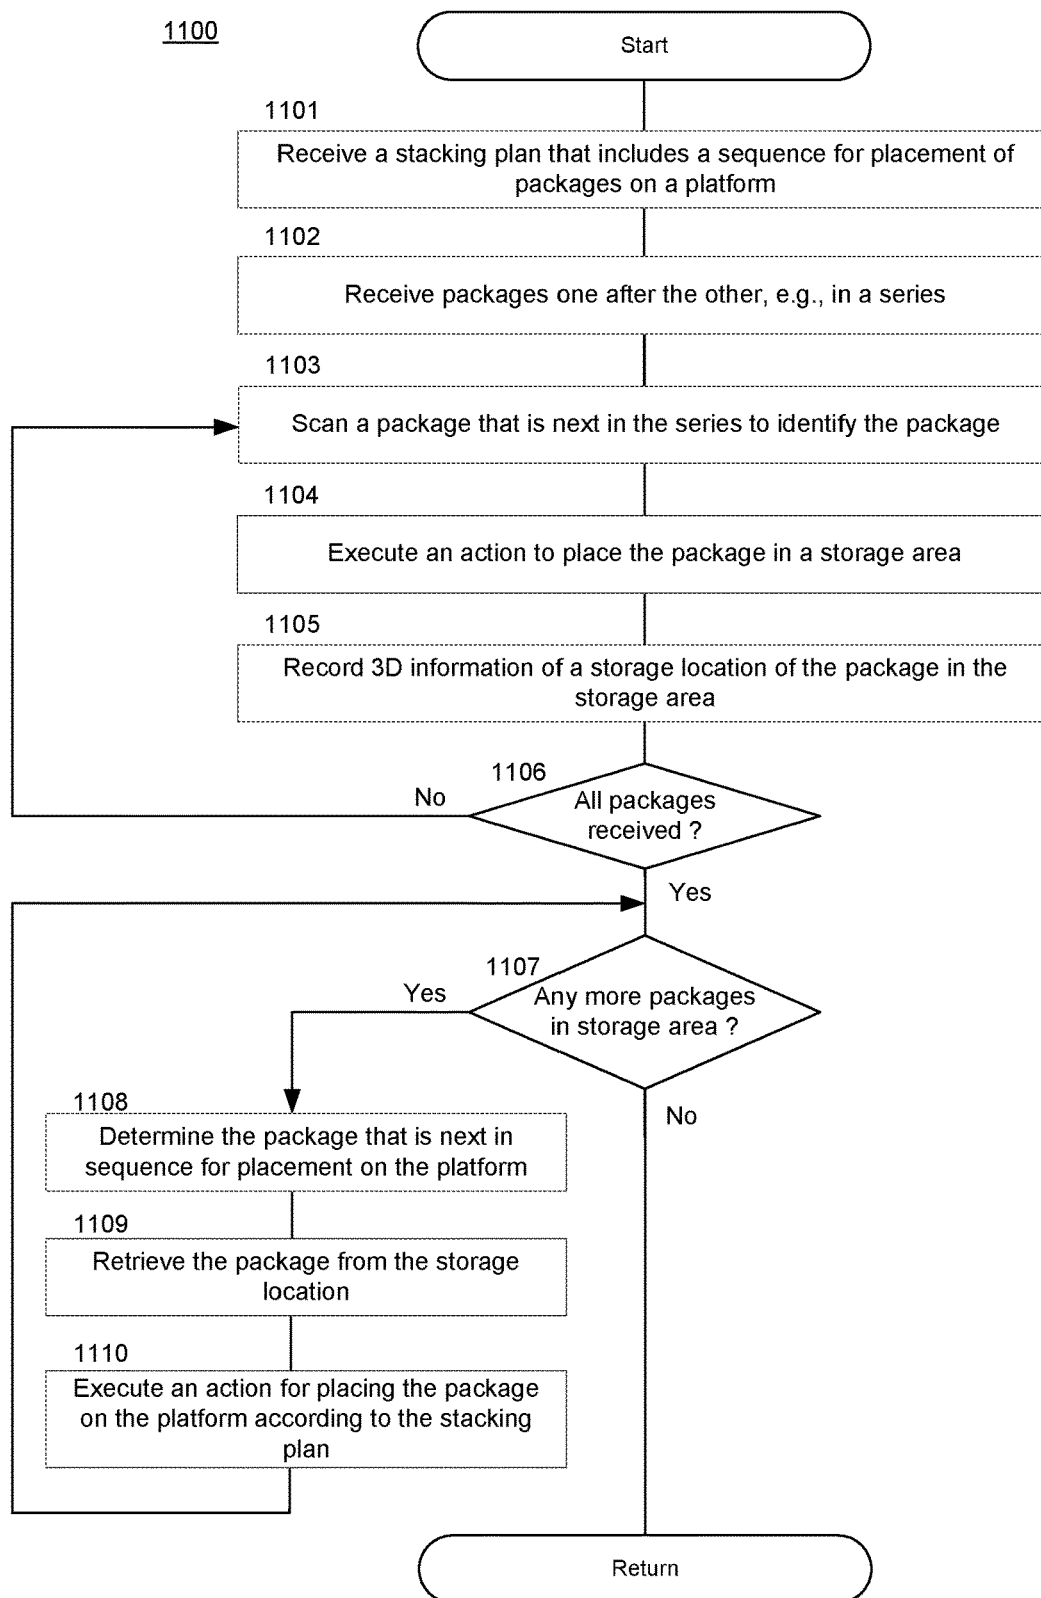 1100
Start
1101
Receive a stacking plan that includes a sequence for placement of
packages on a platform
1102
Receive packages one after the other, e.g., in a series
1103
Scan a package that is next in the series to identify the package
1104
Execute an action to place the package in a storage area
1105
Record 3D information of a storage location of the package in the
storage area
1106
No
All packages
received ?
Yes
1107
Yes
Any more packages
in storage area ?
No
1108
Determine the package that is next in
sequence for placement on the platform
1109
Retrieve the package from the storage
location
1110
Execute an action for placing the package
on the platform according to the stacking
plan
Return